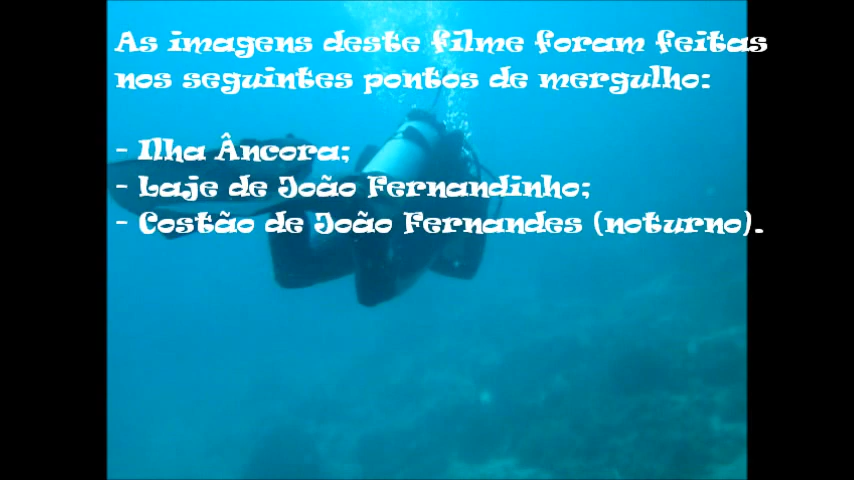 As imagens deste filme foram feitas
nos seguintes pontos de mergulho:
- Ilha Âncora;
- Laje de João Fernandinho;
- Costão de João Fernandes (noturno).